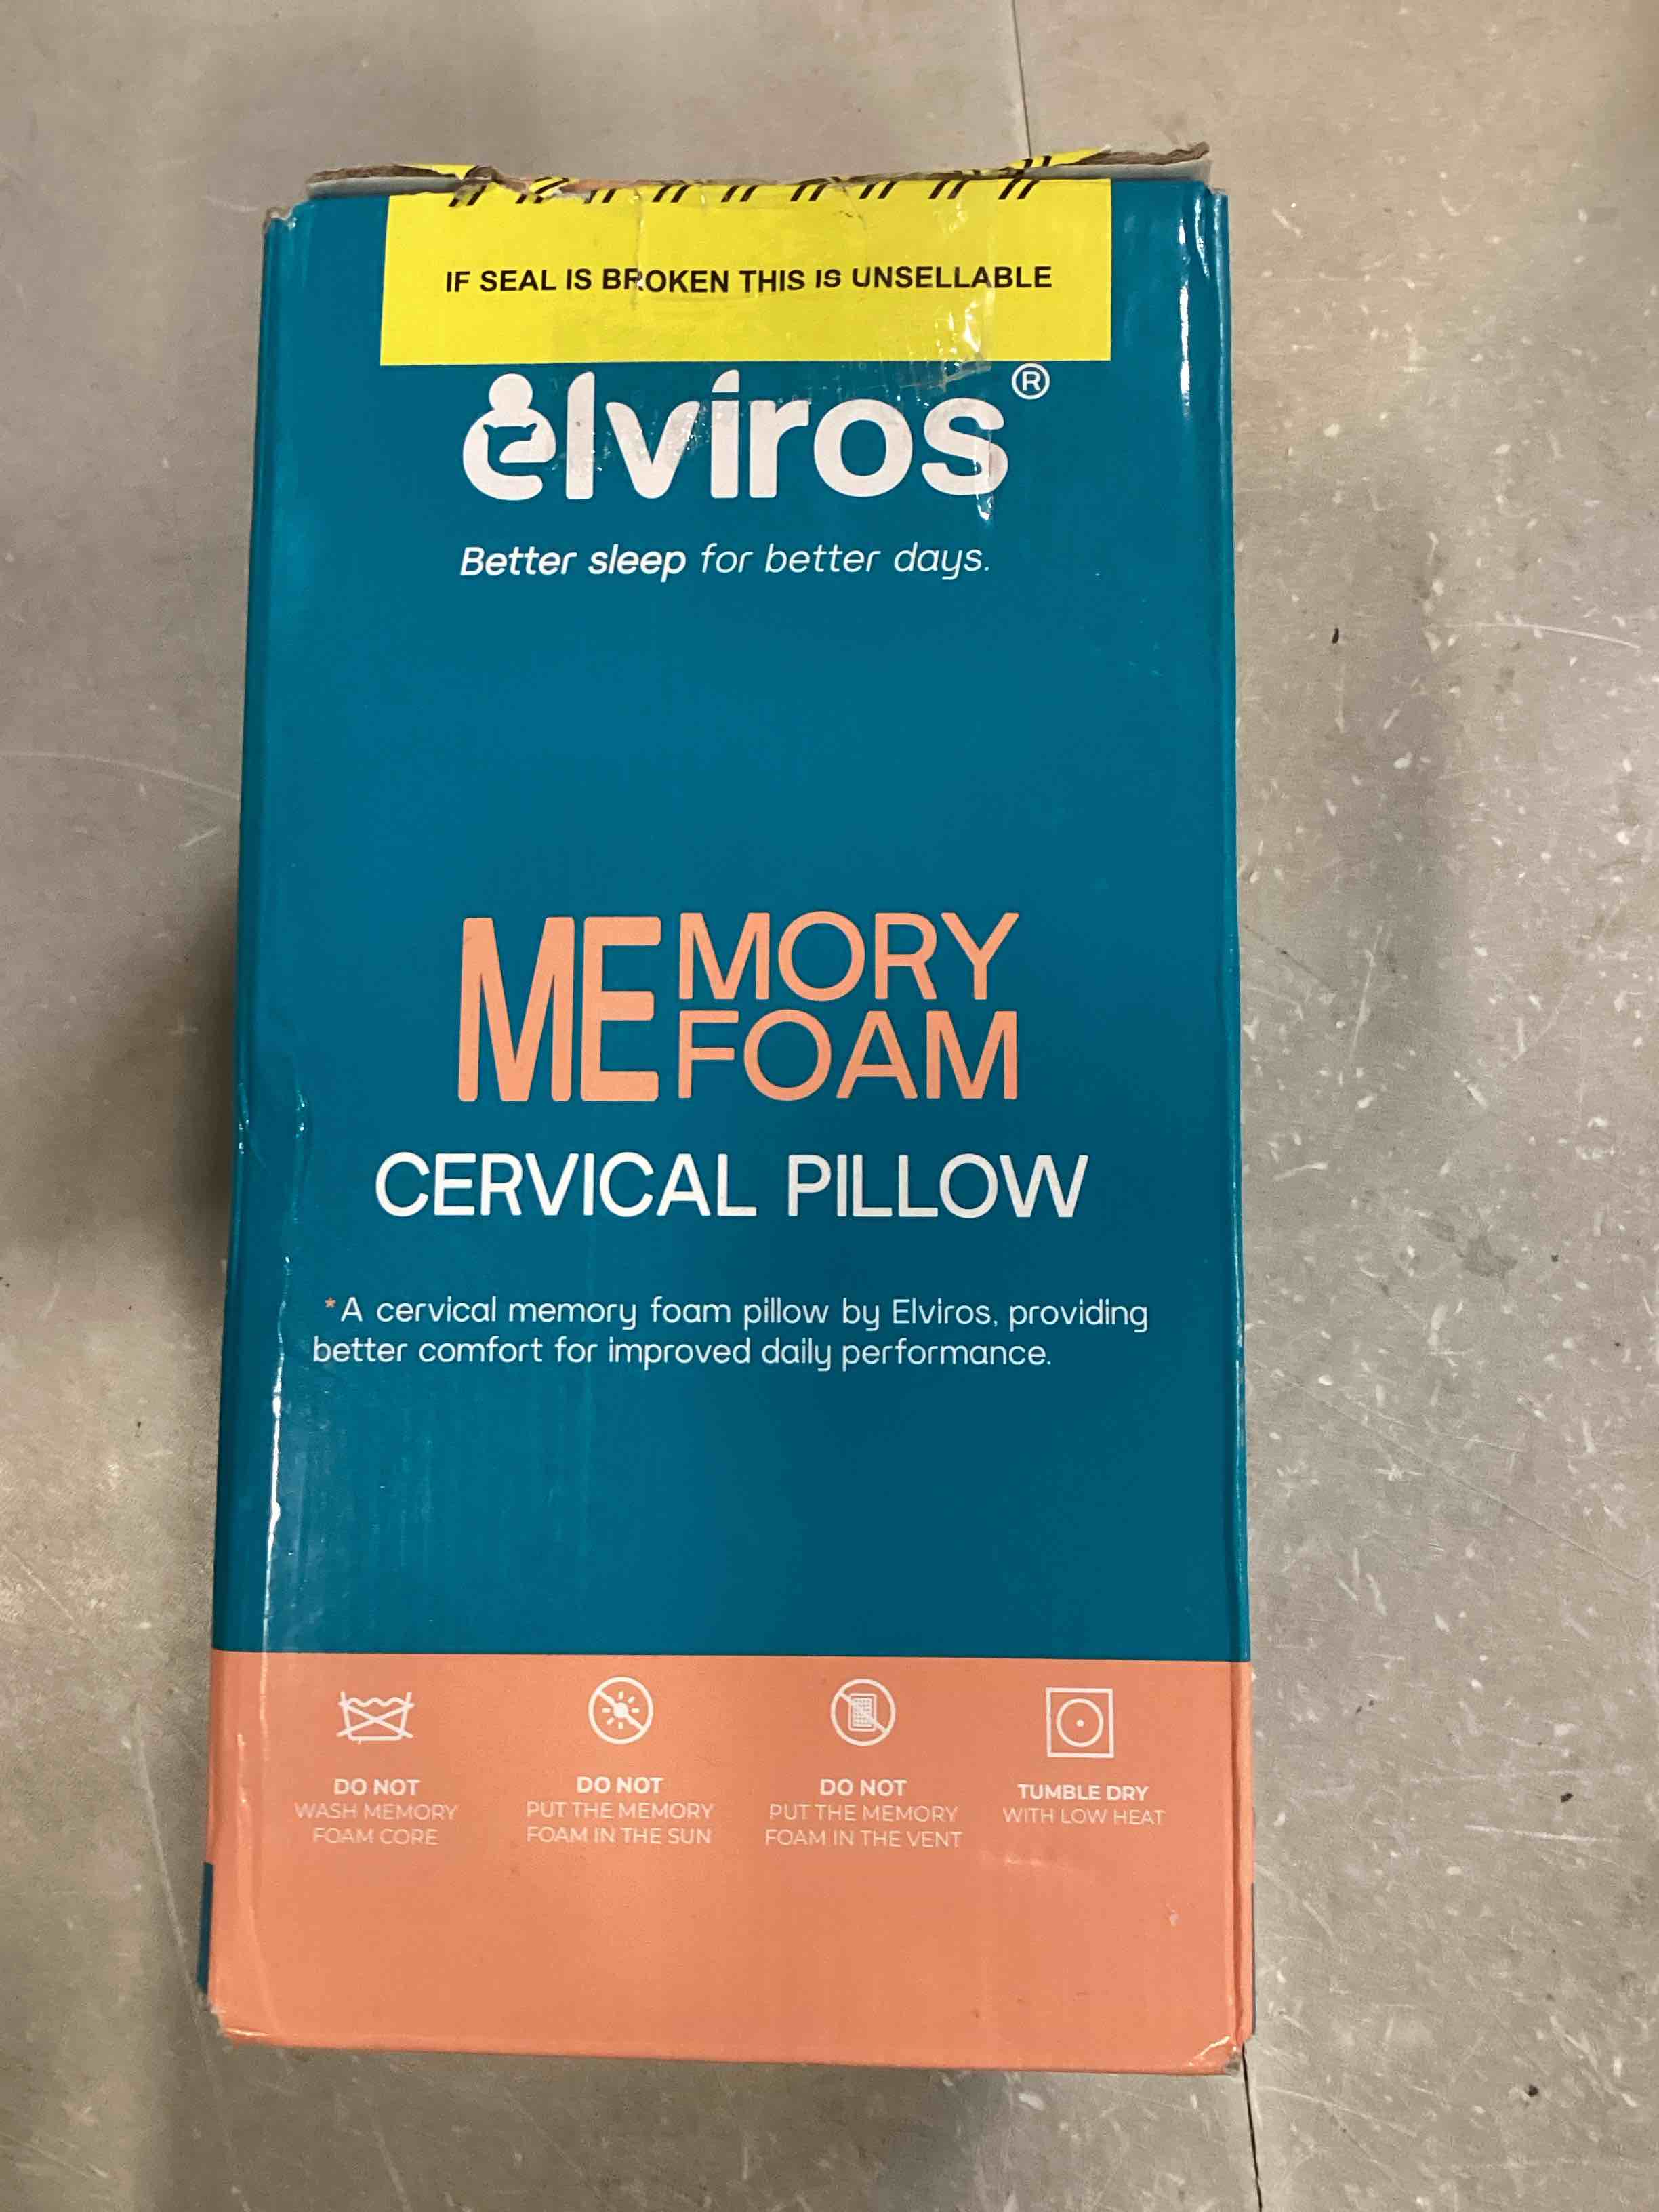 IF SEAL IS BROKEN THIS IS UNSELLABLE
elviros®
Better sleep for better days.
MEMORY
FOAM
CERVICAL PILLOW
*A cervical memory foam pillow by Elviros, providing
better comfort for improved daily performance.
DO NOT
WASH MEMORY
FOAM CORE
DO NOT
PUT THE MEMORY
FOAM IN THE SUN
DO NOT
PUT THE MEMORY
FOAM IN THE VENT
TUMBLE DRY
WITH LOW HEAT